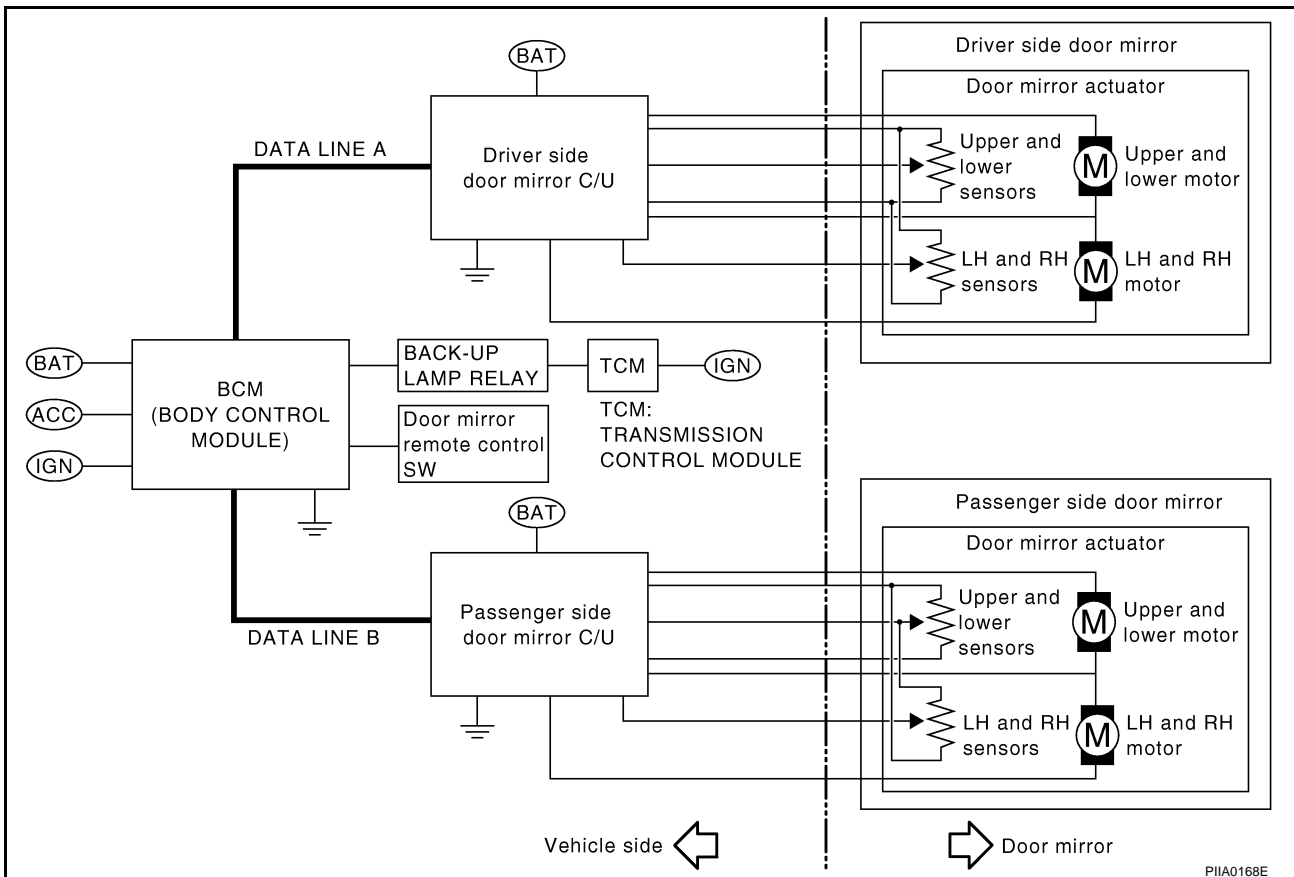 Driver side door mirror
BAT
Door mirror actuator
DATA LINE A
Driver side
door mirror C/U
Upper and
lower
sensors
M
Upper and
lower motor
LH and RH
sensors
M
LH and RH
motor
BAT
ACC
IGN
BCM
(BODY CONTROL
MODULE)
BACK-UP
LAMP RELAY
TCM
IGN
Door mirror
remote control
SW
TCM:
TRANSMISSION
CONTROL MODULE
Passenger side door mirror
BAT
Door mirror actuator
Passenger side
door mirror C/U
DATA LINE B
Upper and
lower
sensors
M
Upper and
lower motor
LH and RH
sensors
M
LH and RH
motor
Vehicle side
Door mirror
PIIA0168E